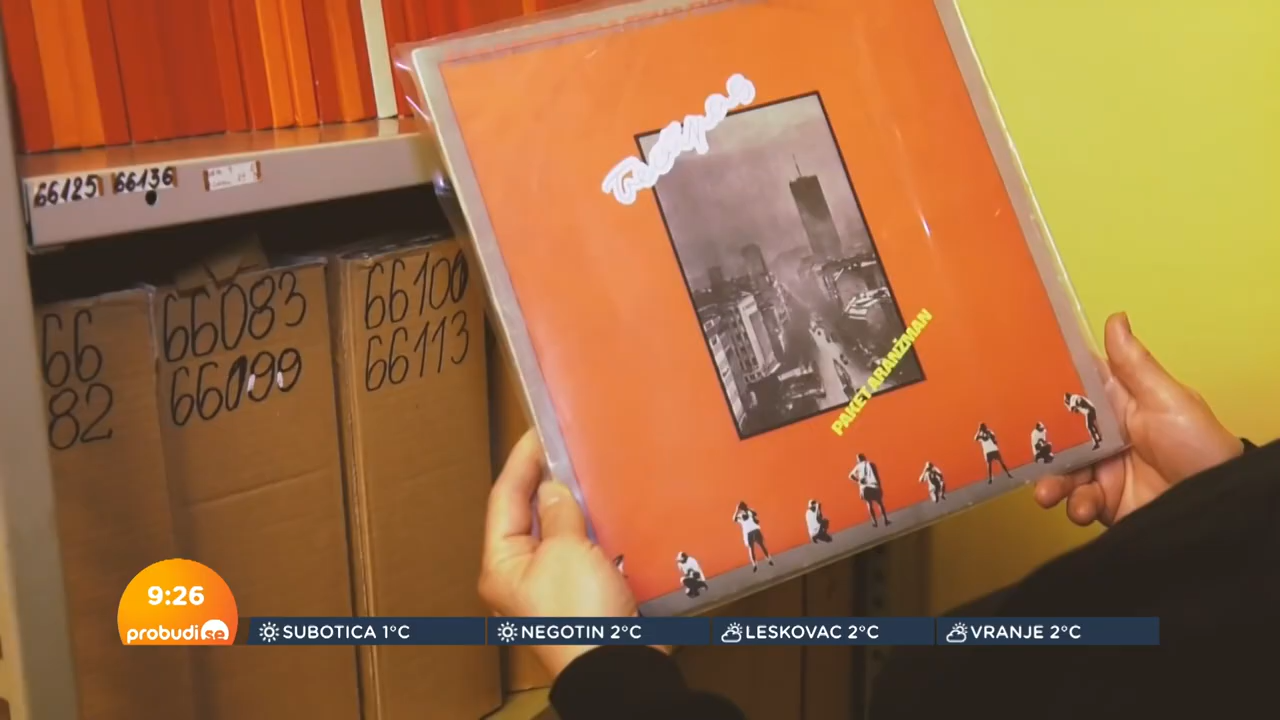 66125 66136
66
82
66083
66099
66100
66113
PAKET ARANŽMAN
9:26
probudi se
SUBOTICA 1°C
NEGOTIN 2°C
LESKOVAC 2°C
VRANJE 2°C